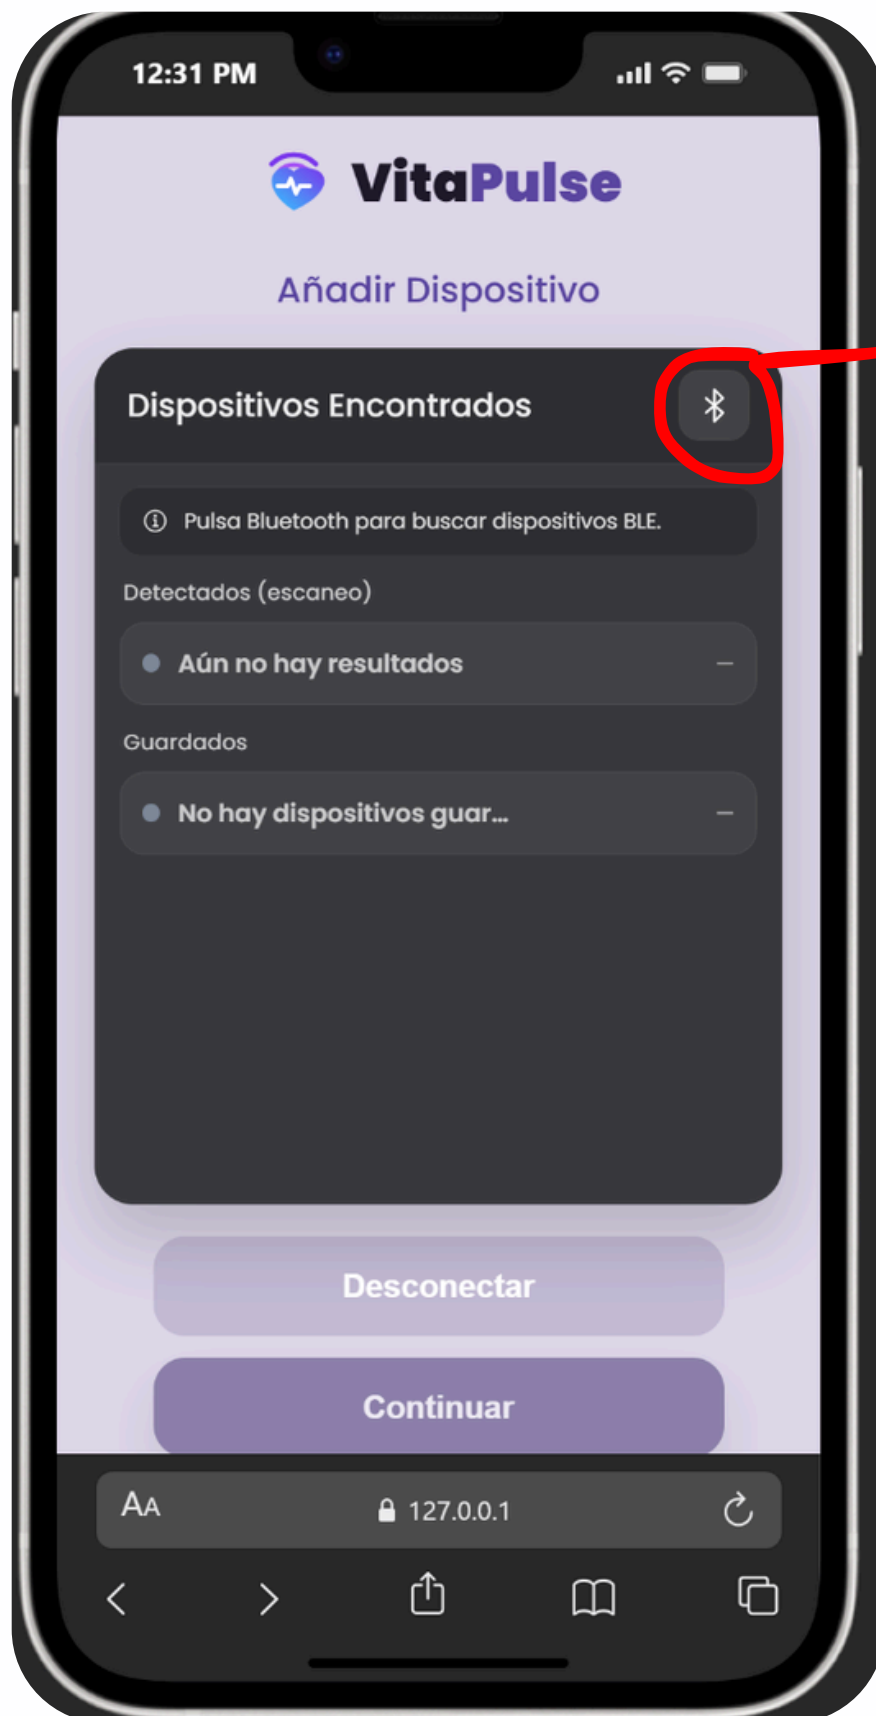 12:31 PM
VitaPulse
Añadir Dispositivo
Dispositivos Encontrados
Pulsa Bluetooth para buscar dispositivos BLE.
Detectados (escaneo)
Aún no hay resultados
–
Guardados
No hay dispositivos guar...
–
Desconectar
Continuar
AA
127.0.0.1